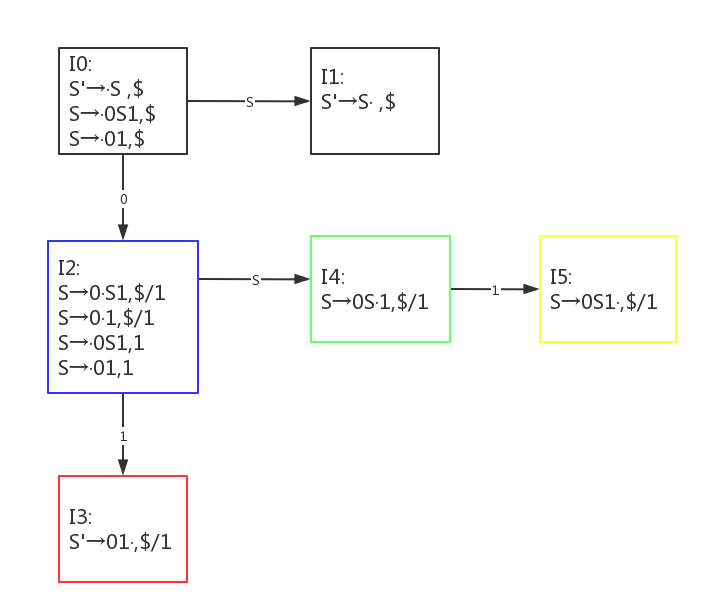 I0:
S'→·S ,$
S→·0S1,$
S→·01,$
S
I1:
S'→S· ,$
0
I2:
S→0·S1,$/1
S→0·1,$/1
S→·0S1,1
S→·01,1
S
I4:
S→0S·1,$/1
1
I5:
S→0S1·,$/1
1
I3:
S'→01·,$/1